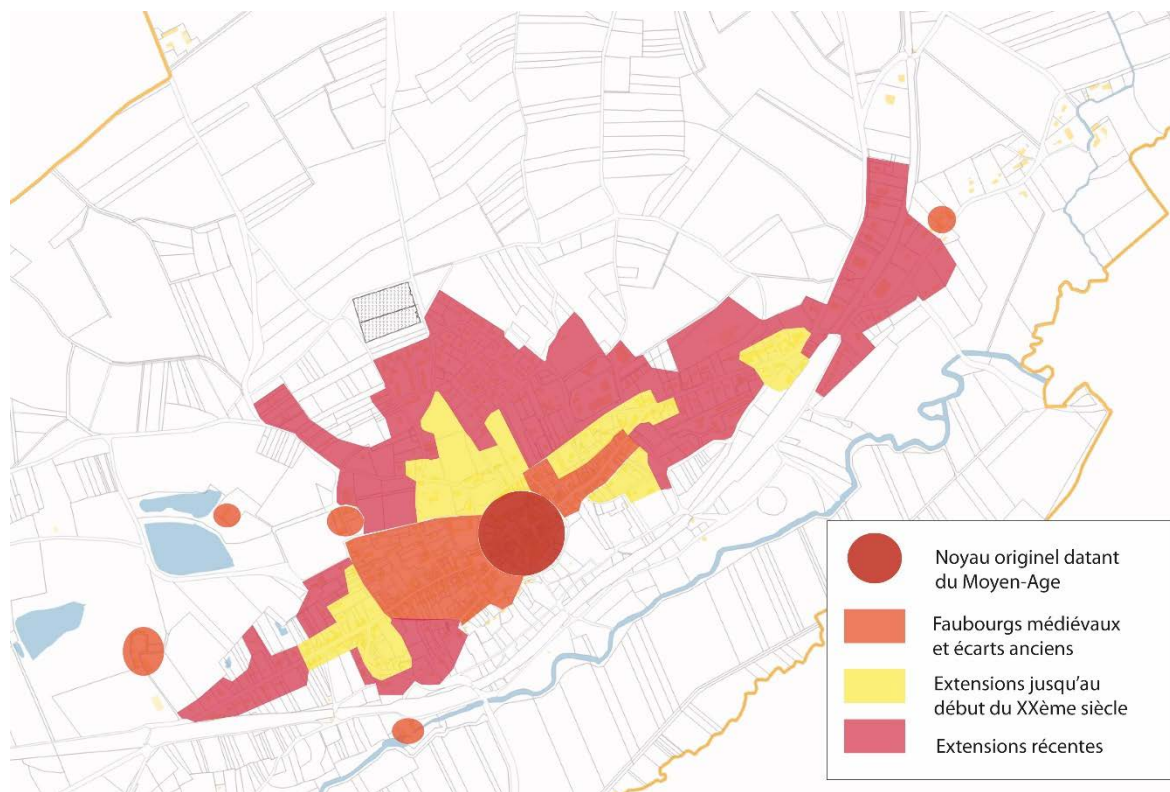 Noyau originel datant
du Moyen-Age
Faubourgs médiévaux
et écarts anciens
Extensions jusqu'au
début du XXème siècle
Extensions récentes